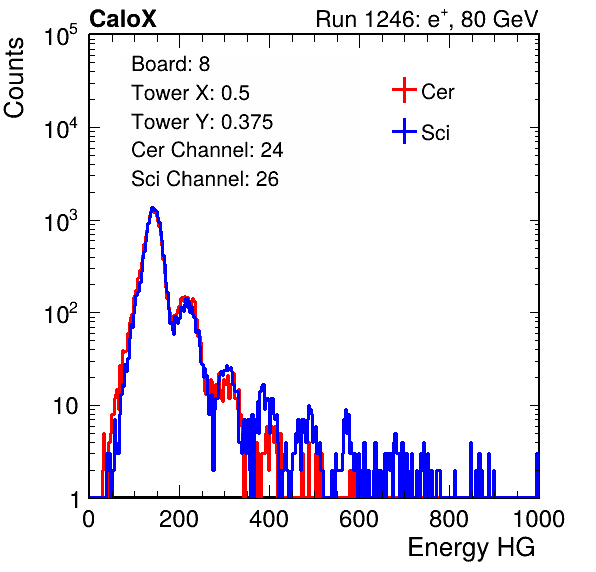 CaloX Run 1246: e⁺, 80 GeV
Counts
10⁵
10⁴
10³
10²
10
1
Board: 8
Tower X: 0.5
Tower Y: 0.375
Cer Channel: 24
Sci Channel: 26
Cer
Sci
0 200 400 600 800 1000
Energy HG